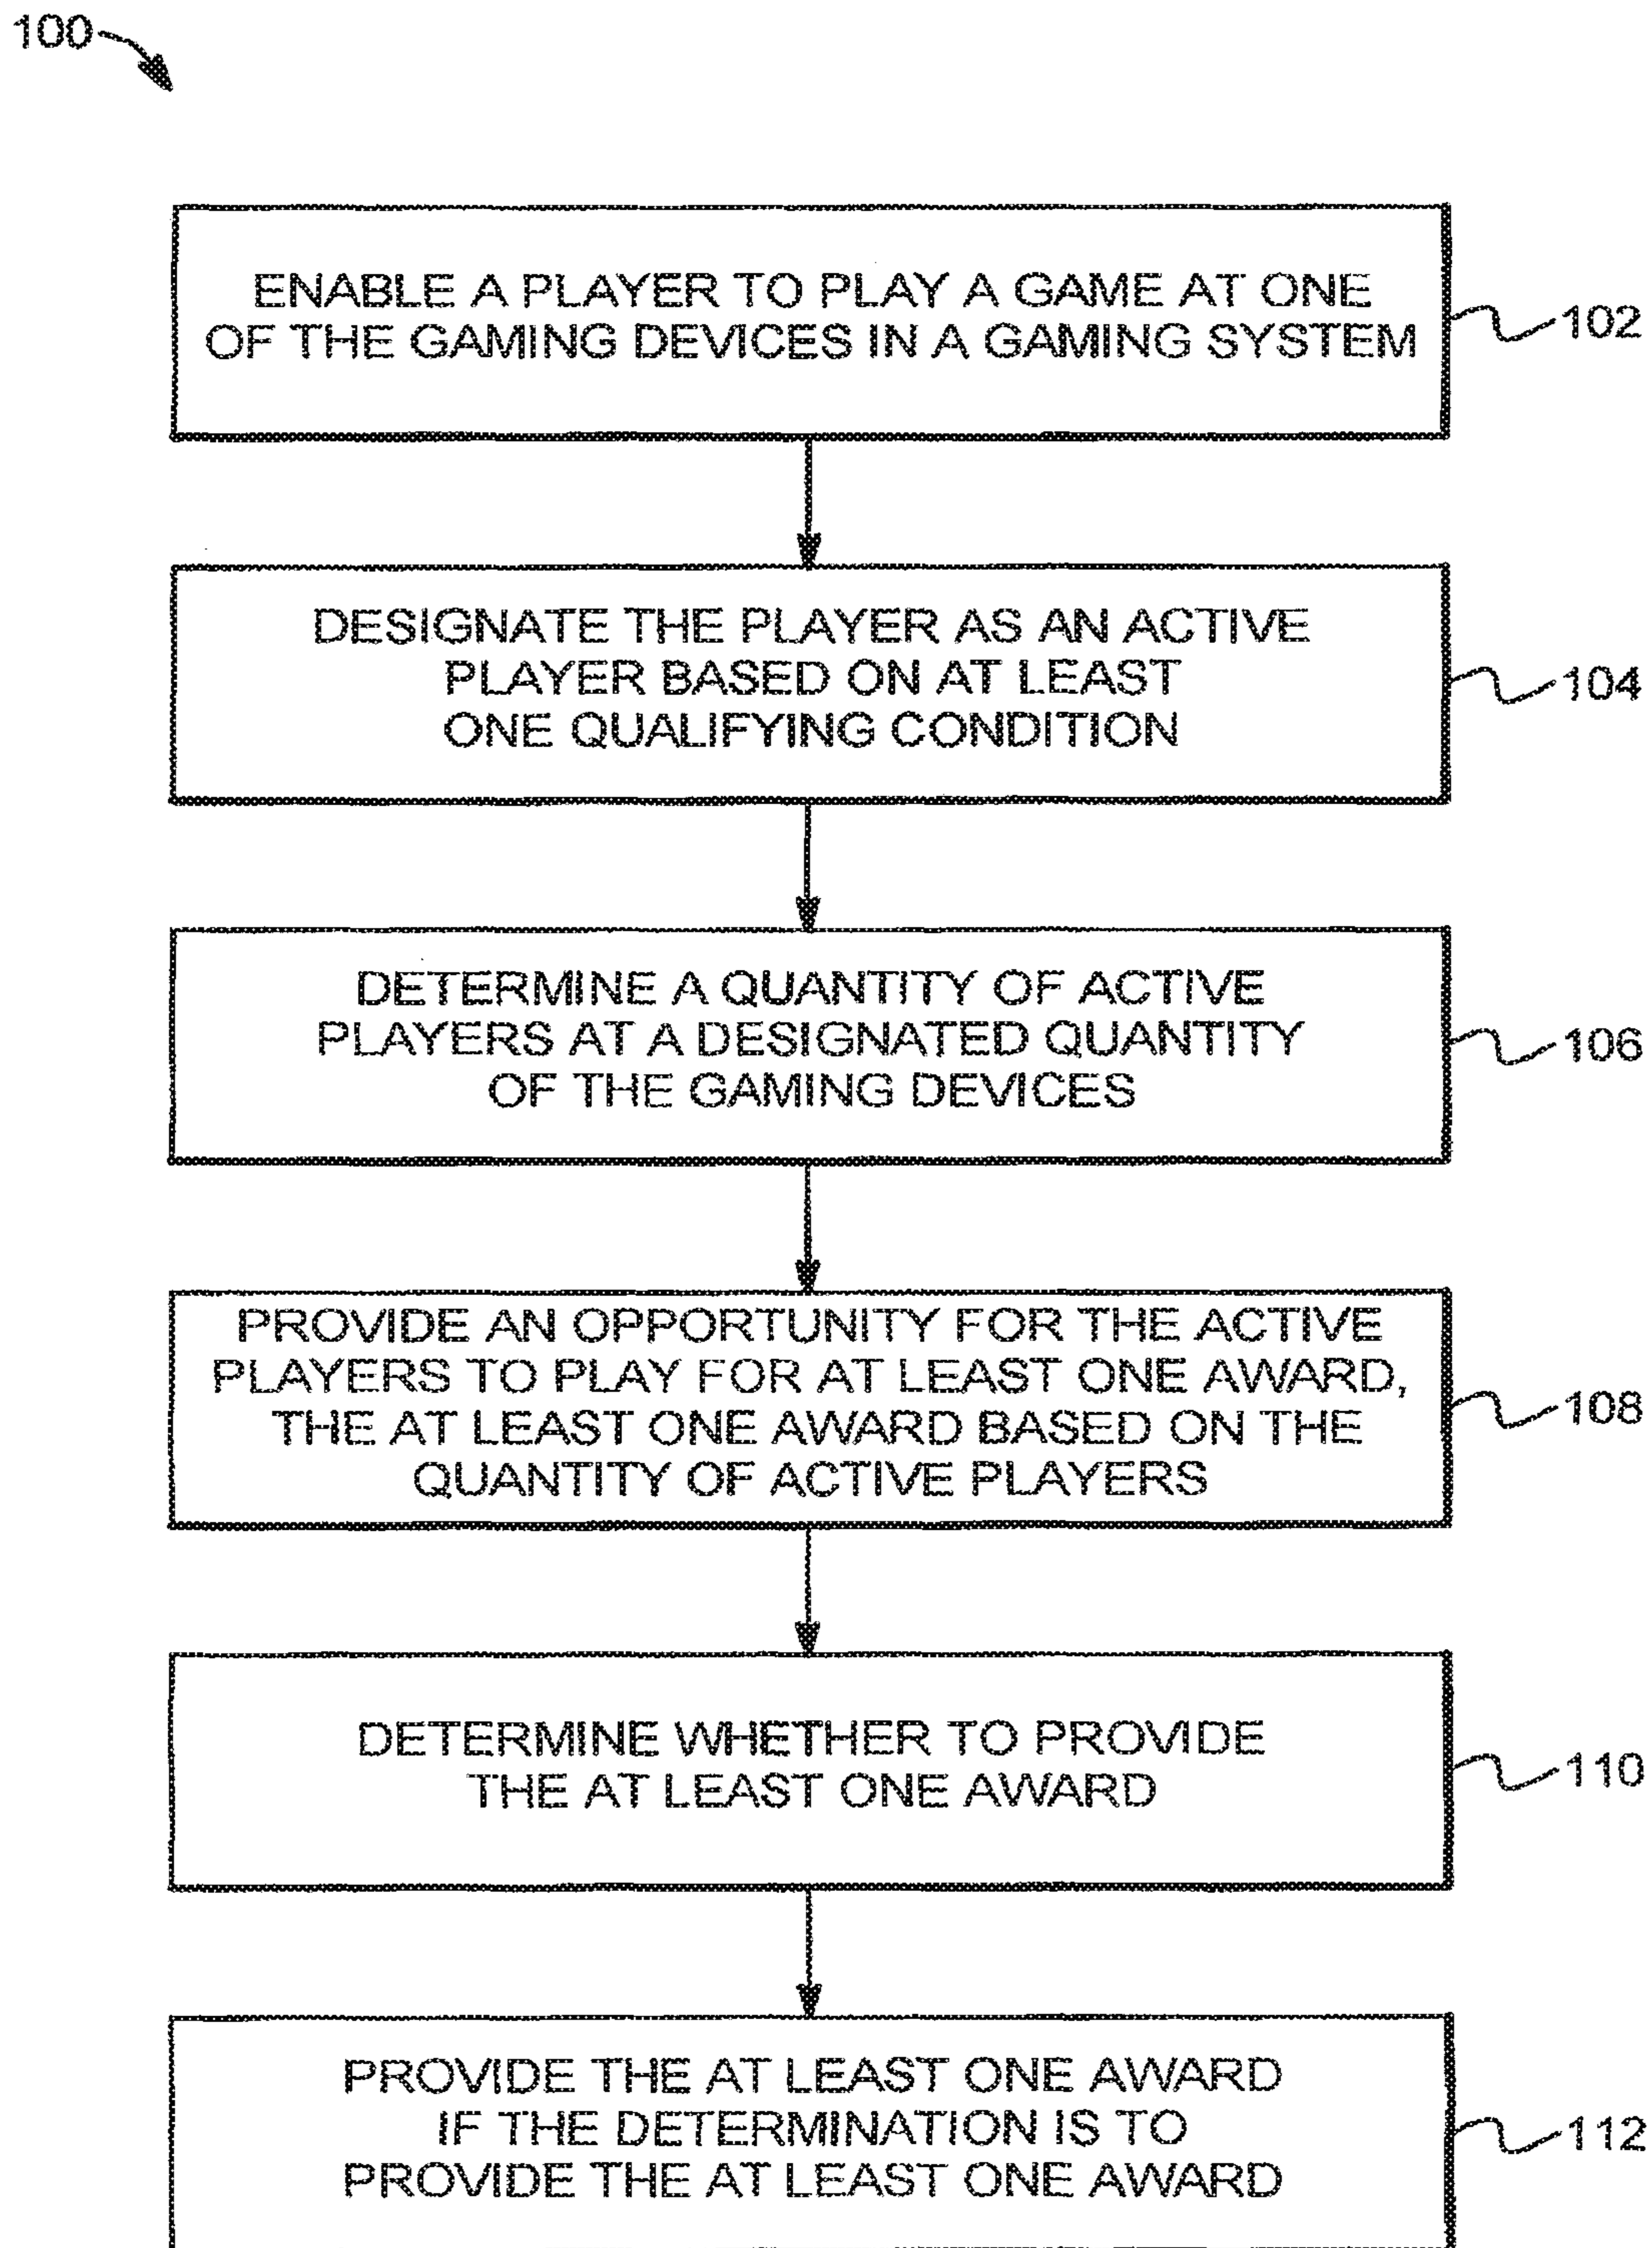 100
ENABLE A PLAYER TO PLAY A GAME AT ONE
OF THE GAMING DEVICES IN A GAMING SYSTEM
102
DESIGNATE THE PLAYER AS AN ACTIVE
PLAYER BASED ON AT LEAST
ONE QUALIFYING CONDITION
104
DETERMINE A QUANTITY OF ACTIVE
PLAYERS AT A DESIGNATED QUANTITY
OF THE GAMING DEVICES
106
PROVIDE AN OPPORTUNITY FOR THE ACTIVE
PLAYERS TO PLAY FOR AT LEAST ONE AWARD,
THE AT LEAST ONE AWARD BASED ON THE
QUANTITY OF ACTIVE PLAYERS
108
DETERMINE WHETHER TO PROVIDE
THE AT LEAST ONE AWARD
110
PROVIDE THE AT LEAST ONE AWARD
IF THE DETERMINATION IS TO
PROVIDE THE AT LEAST ONE AWARD
112